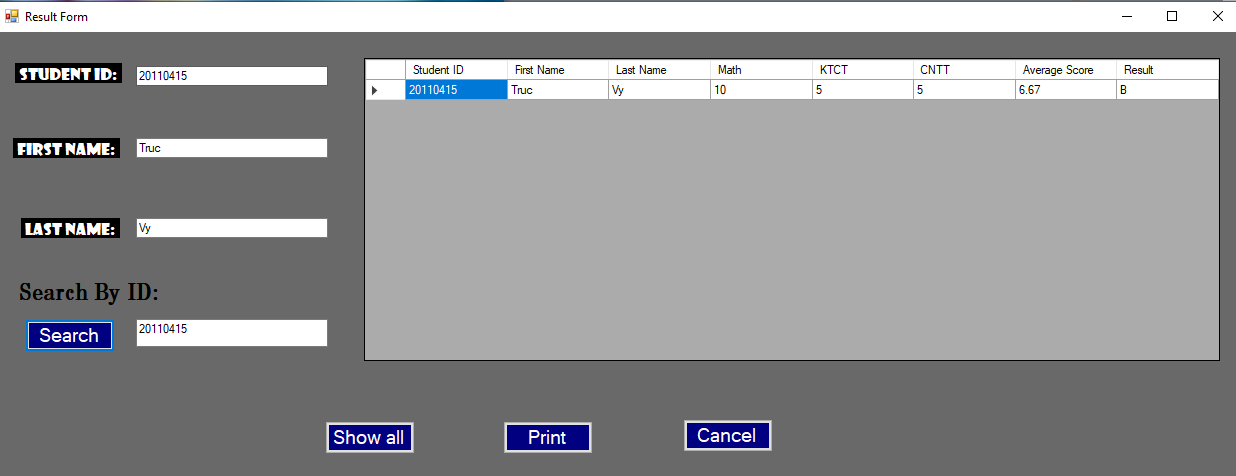 Result Form
STUDENT ID: 20110415
FIRST NAME: Truc
LAST NAME: Vy
Search By ID:
Search 20110415
Student ID First Name Last Name Math KTCT CNTT Average Score Result
20110415 Truc Vy 10 5 5 6.67 B
Show all Print Cancel